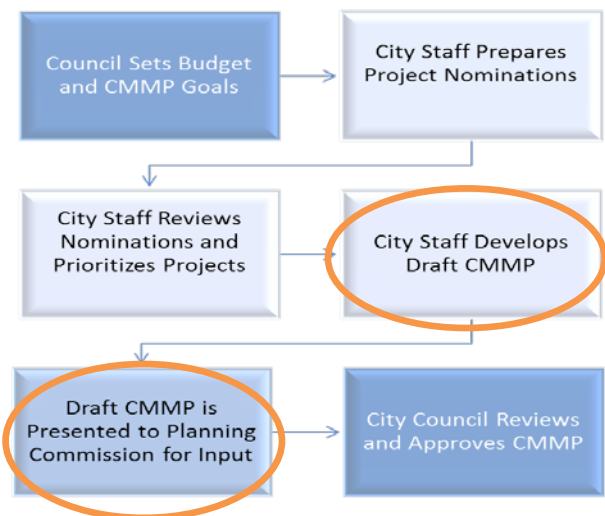 Council Sets Budget
and CMMP Goals
City Staff Prepares
Project Nominations
City Staff Reviews
Nominations and
Prioritizes Projects
City Staff Develops
Draft CMMP
Draft CMMP is
Presented to Planning
Commission for Input
City Council Reviews
and Approves CMMP